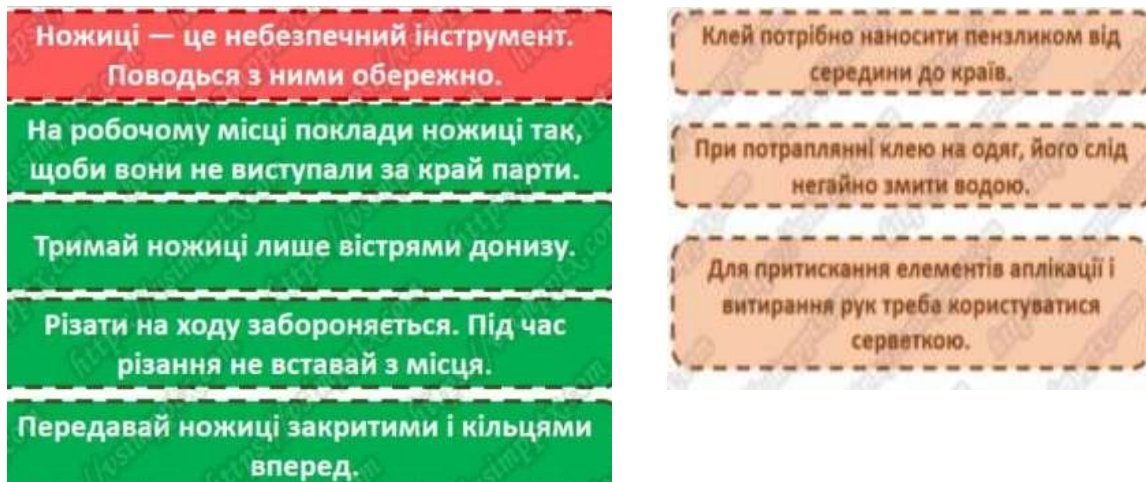 Ножиці — це небезпечний інструмент.
Поводься з ними обережно.
На робочому місці поклади ножиці так,
щоби вони не виступали за край парти.
Тримай ножиці лише вістрями донизу.
Різати на ходу забороняється. Під час
різання не вставай з місця.
Передавай ножиці закритими і кільцями
вперед.
Клей потрібно наносити пензликом від
середини до країв.
При потраплянні клею на одяг, його слід
негайно змити водою.
Для притискання елементів аплікації і
витирання рук треба користуватися
серветкою.